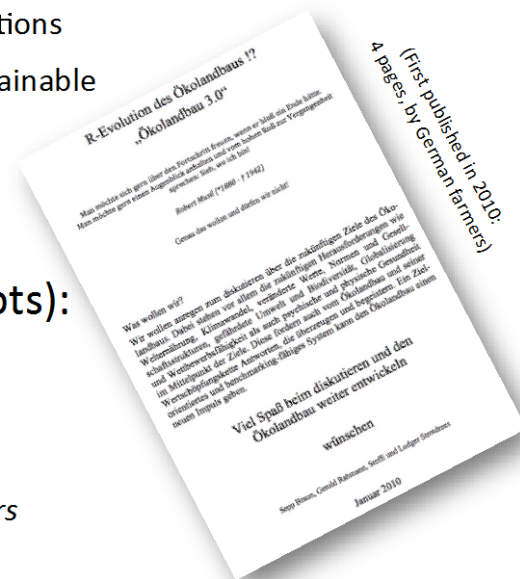 tions
ainable
ots):
rs
(First published in 2010:
4 pages, by German farmers)
R-Evolution des Ökolandbaus !?
„Ökolandbau 3.0“
Man möchte sich gern über den Fortschritt freuen, wenn er bloß ein Ende hätte.
Man möchte gern einen Augenblick anhalten und vom hohen Roß zur Vergangenheit
sprechen: Sieh, wo ich bin!
Robert Musil [*1880 - † 1942]
Genau das wollen und dürfen wir nicht!
Was wollen wir?
Wir wollen anregen zum diskutieren über die zukünftigen Ziele des Öko-
landbaus. Dabei stehen vor allem die zukünftigen Herausforderungen wie
Welternährung, Klimawandel, veränderte Werte, Normen und Gesell-
schaftsstrukturen, gefährdete Umwelt und Biodiversität, Globalisierung
und Wettbewerbsfähigkeit als auch psychische und physische Gesundheit
im Mittelpunkt der Ziele. Diese fordern auch vom Ökolandbau und seiner
Wertschöpfungskette Antworten, die überzeugen und begeistern. Ein Ziel-
orientiertes und benchmarking-fähiges System kann den Ökolandbau einen
neuen Impuls geben.
Viel Spaß beim diskutieren und den
Ökolandbau weiter entwickeln
wünschen
Sepp Braun, Gerold Rahmann, Steffi und Ludger
Januar 2010